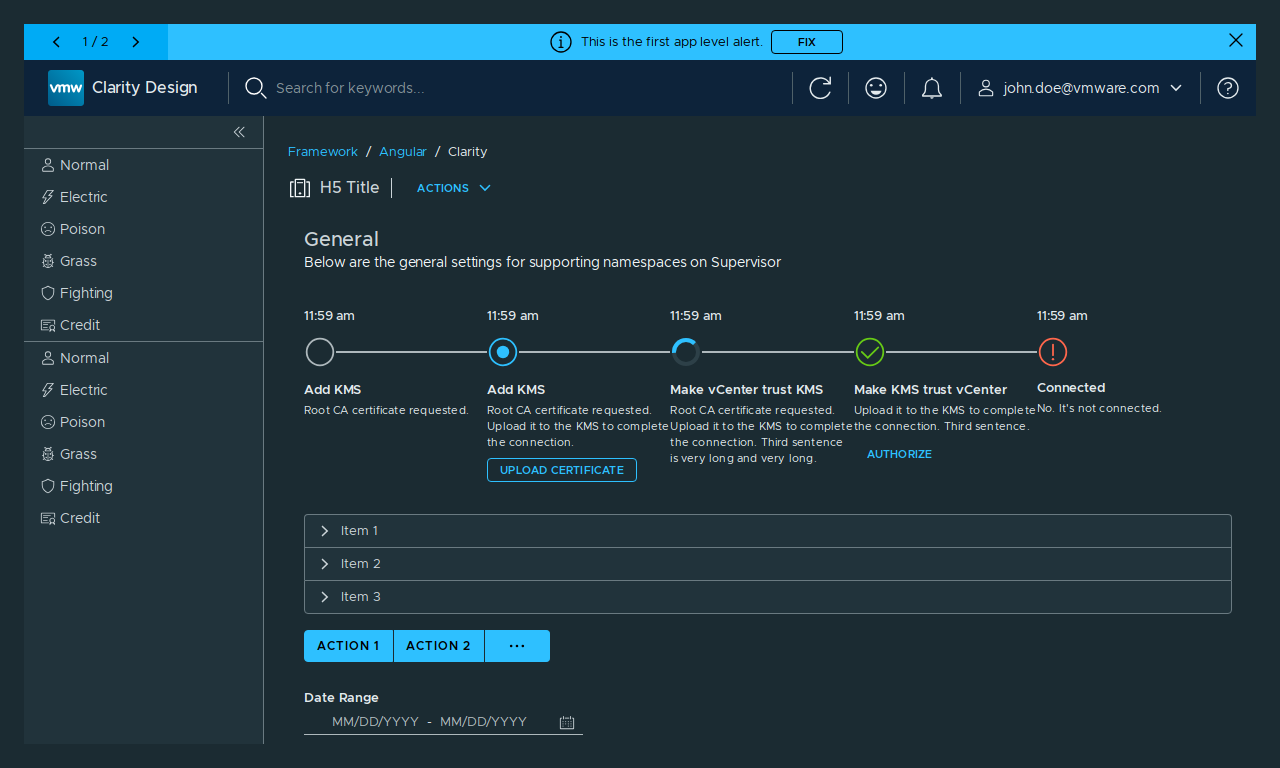 1 / 2
This is the first app level alert.
FIX
vmw
Clarity Design
Search for keywords...
john.doe@vmware.com
Normal
Electric
Poison
Grass
Fighting
Credit
Normal
Electric
Poison
Grass
Fighting
Credit
Framework / Angular / Clarity
H5 Title
ACTIONS
General
Below are the general settings for supporting namespaces on Supervisor
11:59 am
Add KMS
Root CA certificate requested.
11:59 am
Add KMS
Root CA certificate requested.
Upload it to the KMS to complete
the connection.
UPLOAD CERTIFICATE
11:59 am
Make vCenter trust KMS
Root CA certificate requested.
Upload it to the KMS to complete
the connection. Third sentence
is very long and very long.
11:59 am
Make KMS trust vCenter
Upload it to the KMS to complete
the connection. Third sentence.
AUTHORIZE
11:59 am
Connected
No. It's not connected.
Item 1
Item 2
Item 3
ACTION 1
ACTION 2
...
Date Range
MM/DD/YYYY - MM/DD/YYYY